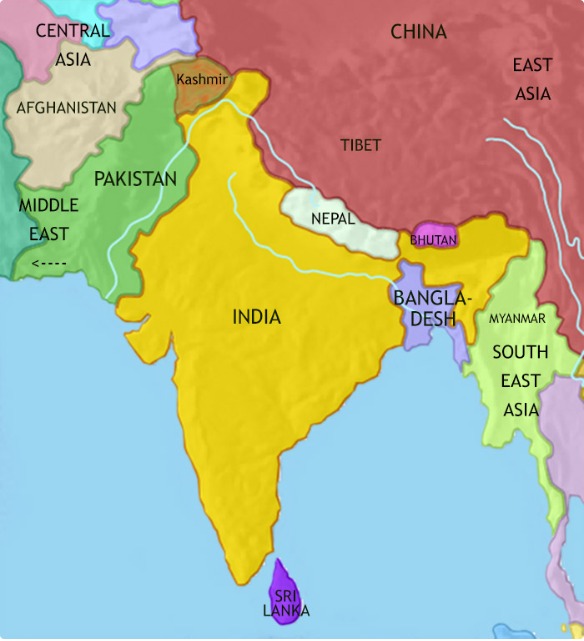 CENTRAL
ASIA
CHINA
EAST
ASIA
Kashmir
AFGHANISTAN
TIBET
PAKISTAN
MIDDLE
EAST
<----
NEPAL
BHUTAN
INDIA
BANGLA-
DESH
MYANMAR
SOUTH
EAST
ASIA
SRI
LANKA